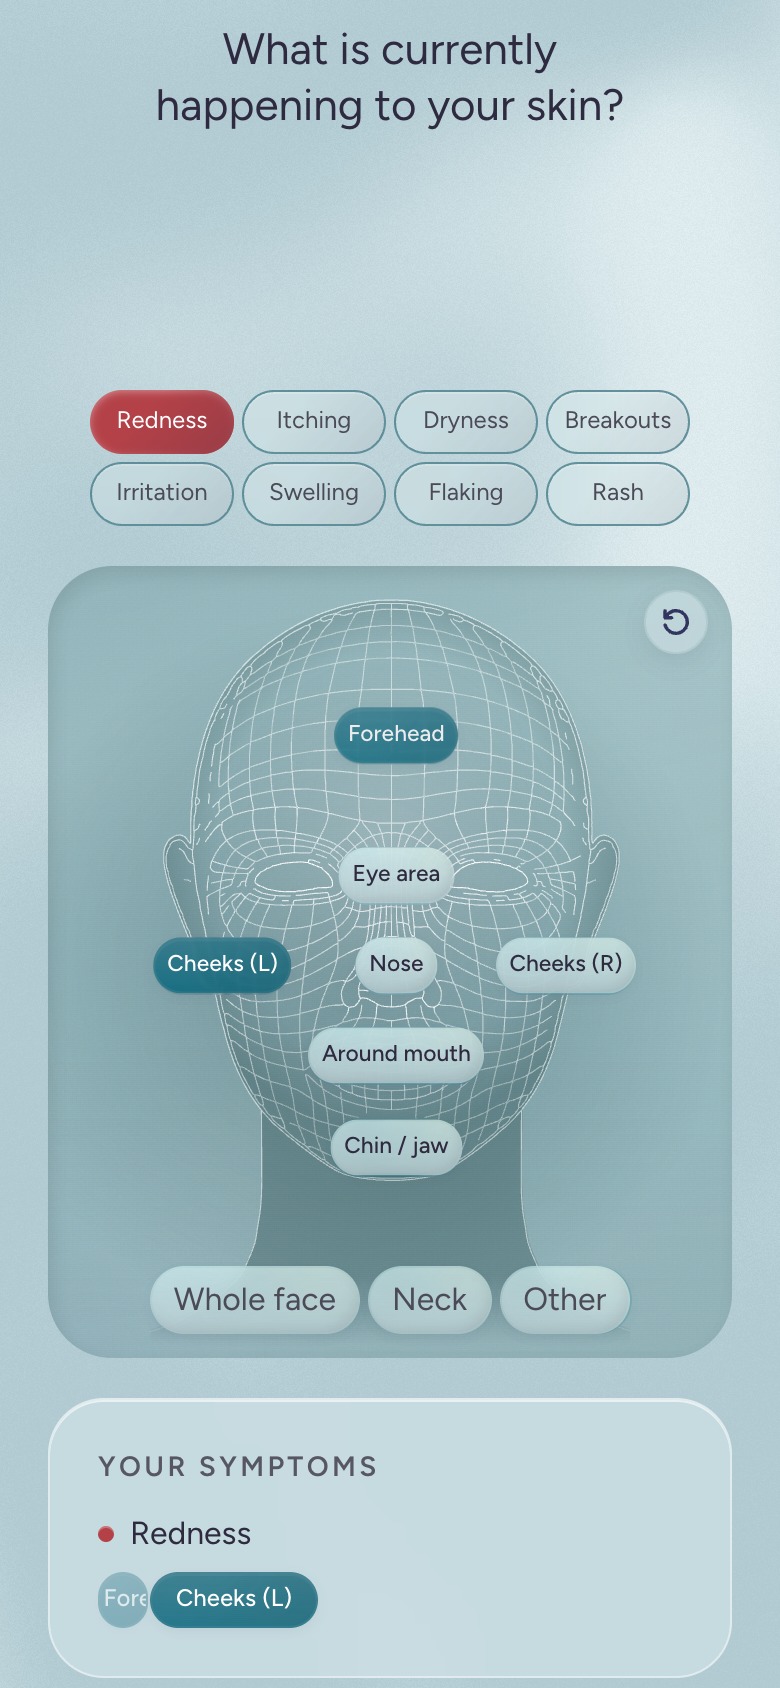 What is currently
happening to your skin?
Redness
Itching
Dryness
Breakouts
Irritation
Swelling
Flaking
Rash
Forehead
Eye area
Cheeks (L)
Nose
Cheeks (R)
Around mouth
Chin / jaw
Whole face
Neck
Other
YOUR SYMPTOMS
Redness
Fore
Cheeks (L)